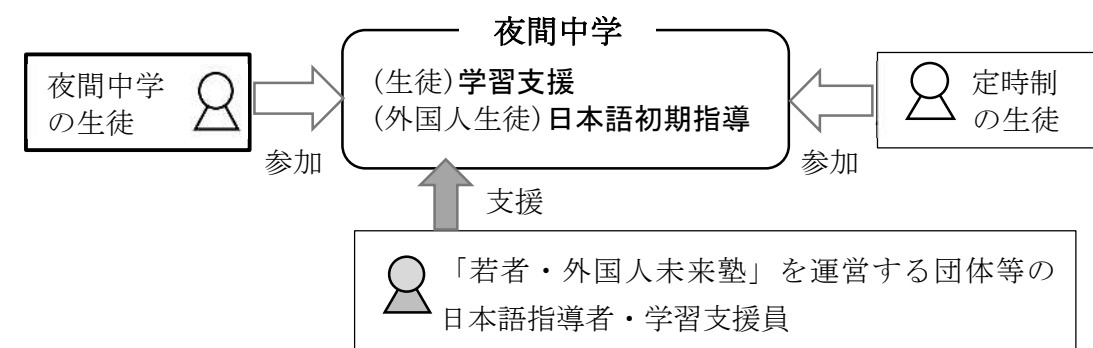 夜間中学
夜間中学
の生徒
参加
(生徒)学習支援
(外国人生徒)日本語初期指導
定時制
の生徒
参加
支援
「若者・外国人未来塾」を運営する団体等の
日本語指導者・学習支援員